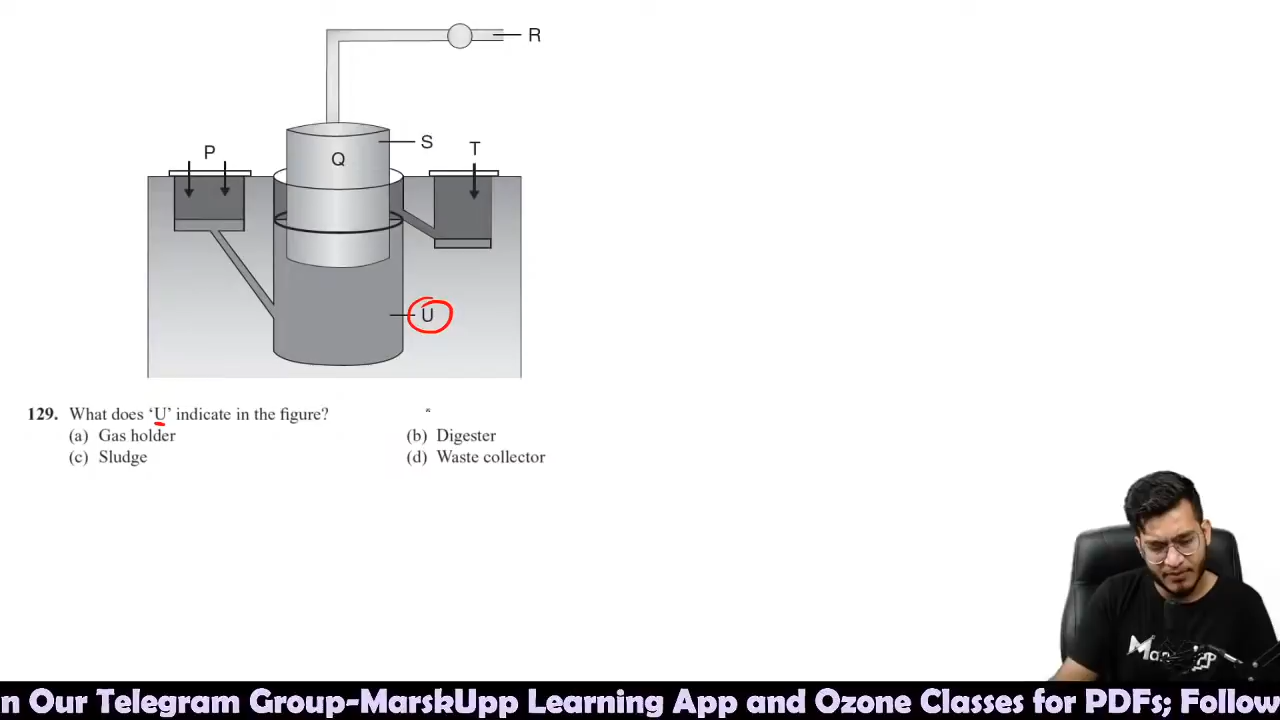 R
S
P
Q
T
U
129. What does ‘U’ indicate in the figure?
(a) Gas holder
(b) Digester
(c) Sludge
(d) Waste collector
n Our Telegram Group-MarskUpp Learning App and Ozone Classes for PDFs; Follow